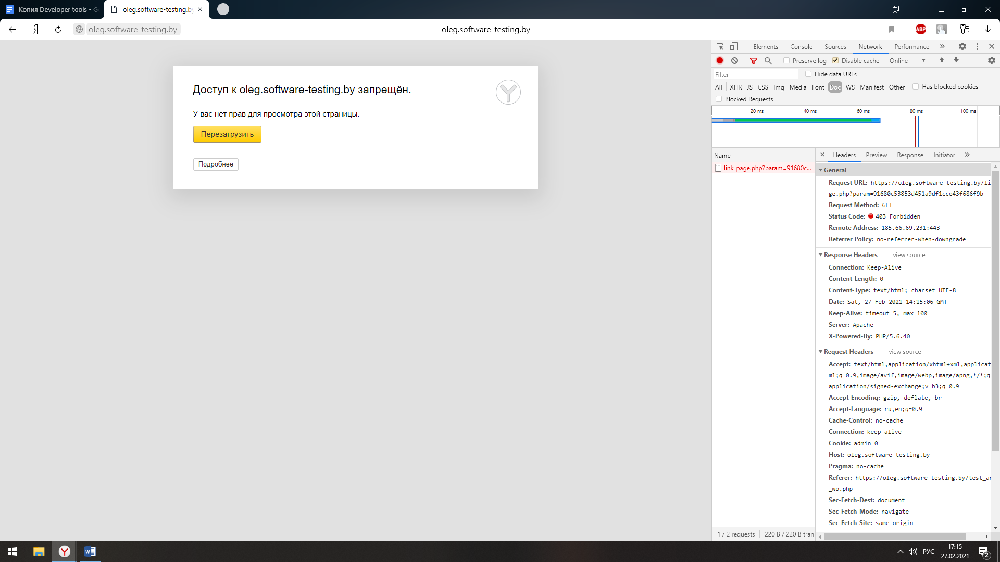 Копия Developer tools - G
oleg.software-testing.by
oleg.software-testing.by
oleg.software-testing.by
ABP
Доступ к oleg.software-testing.by запрещён.
У вас нет прав для просмотра этой страницы.
Перезагрузить
Подробнее
Elements Console Sources Network Performance
Preserve log Disable cache Online
Filter Hide data URLs
All XHR JS CSS Img Media Font Doc WS Manifest Other Has blocked cookies
Blocked Requests
20 ms 40 ms 60 ms 80 ms 100 ms
Name
link_page.php?param=91680c...
Headers Preview Response Initiator
General
Request URL: https://oleg.software-testing.by/li
ge.php?param=91680c53853d451a9df1cce43f686f9b
Request Method: GET
Status Code: 403 Forbidden
Remote Address: 185.66.69.231:443
Referrer Policy: no-referrer-when-downgrade
Response Headers view source
Connection: Keep-Alive
Content-Length: 0
Content-Type: text/html; charset=UTF-8
Date: Sat, 27 Feb 2021 14:15:06 GMT
Keep-Alive: timeout=5, max=100
Server: Apache
X-Powered-By: PHP/5.6.40
Request Headers view source
Accept: text/html,application/xhtml+xml,applicat
ml;q=0.9,image/avif,image/webp,image/apng,*/*;q=
application/signed-exchange;v=b3;q=0.9
Accept-Encoding: gzip, deflate, br
Accept-Language: ru,en;q=0.9
Cache-Control: no-cache
Connection: keep-alive
Cookie: admin=0
Host: oleg.software-testing.by
Pragma: no-cache
Referer: https://oleg.software-testing.by/test_an
_wo.php
Sec-Fetch-Dest: document
Sec-Fetch-Mode: navigate
Sec-Fetch-Site: same-origin
1 / 2 requests 220 B / 220 B tran
РУС
17:15
27.02.2021
2